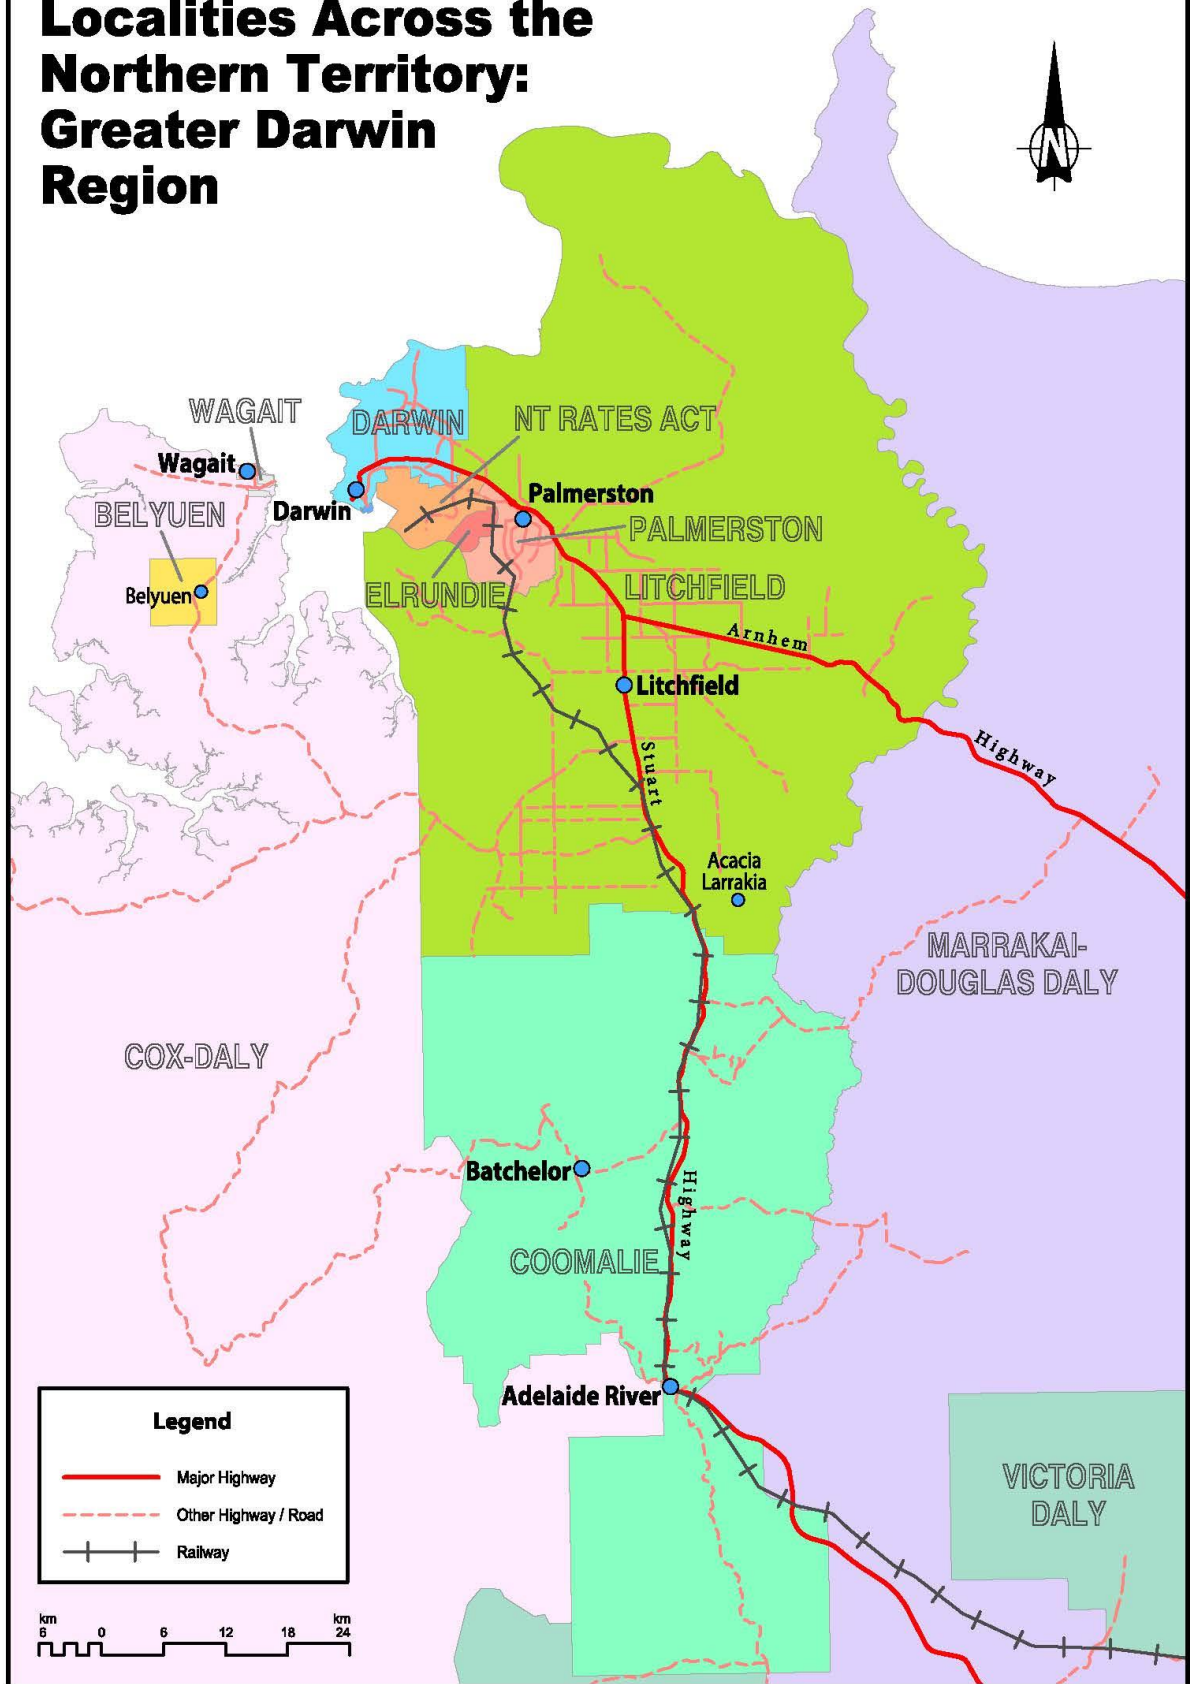 Localities Across the
Northern Territory:
Greater Darwin
Region
N
WAGAIT
DARWIN
NT RATES ACT
Wagait
Palmerston
Darwin
BELYUEN
PALMERSTON
Belyuen
ELRUNDIE
LITCHFIELD
Arnhem
Litchfield
Highway
Stuart
Acacia
Larrakia
MARRAKAI-
DOUGLAS DALY
COX-DALY
Batchelor
Highway
COOMALIE
Adelaide River
VICTORIA
DALY
Legend
Major Highway
Other Highway / Road
Railway
km km
6 0 6 12 18 24